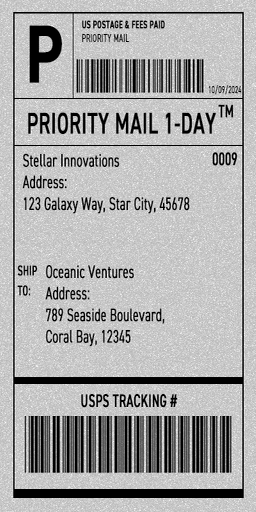 P
US POSTAGE & FEES PAID
PRIORITY MAIL
10/09/2024
PRIORITY MAIL 1-DAY™
Stellar Innovations 0009
Address:
123 Galaxy Way, Star City, 45678
SHIP TO: Oceanic Ventures
Address:
789 Seaside Boulevard,
Coral Bay, 12345
USPS TRACKING #